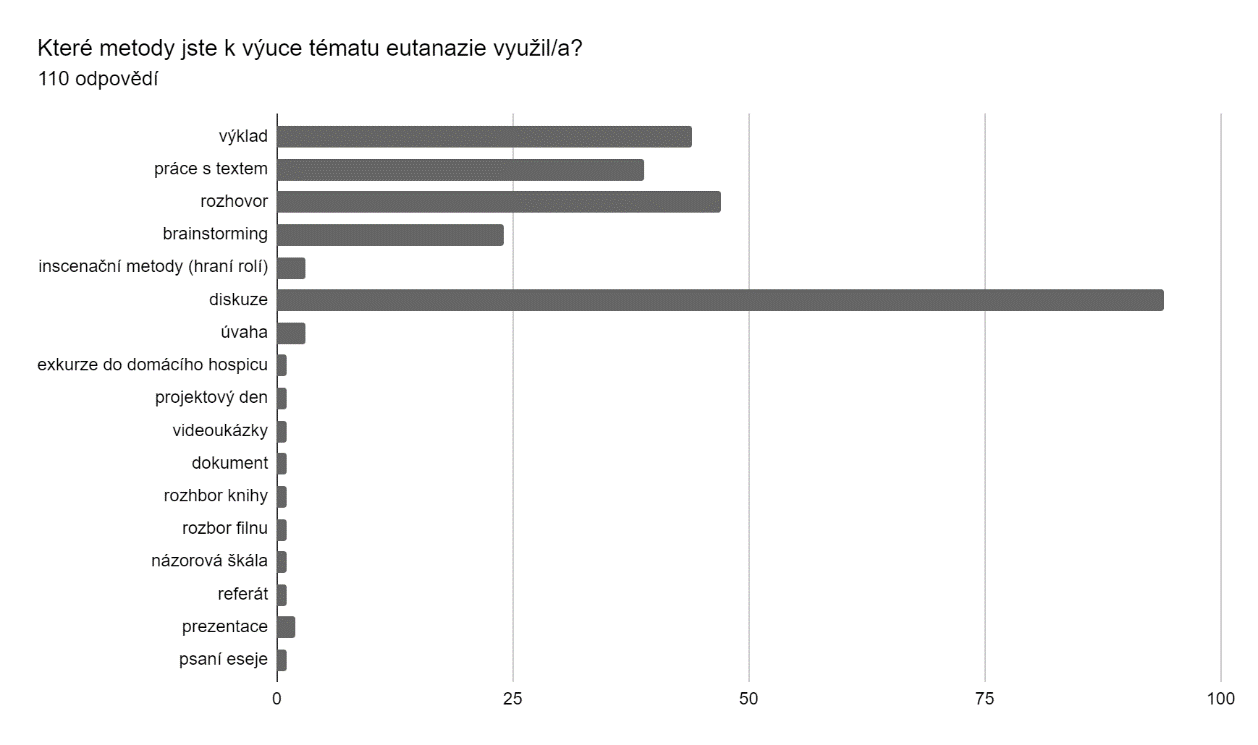 Které metody jste k výuce tématu eutanazie využil/a?
110 odpovědí
výklad
práce s textem
rozhovor
brainstorming
inscenační metody (hraní rolí)
diskuze
úvaha
exkurze do domácího hospicu
projektový den
videoukázky
dokument
rozhbor knihy
rozbor filnu
názorová škála
referát
prezentace
psaní eseje
0 25 50 75 100